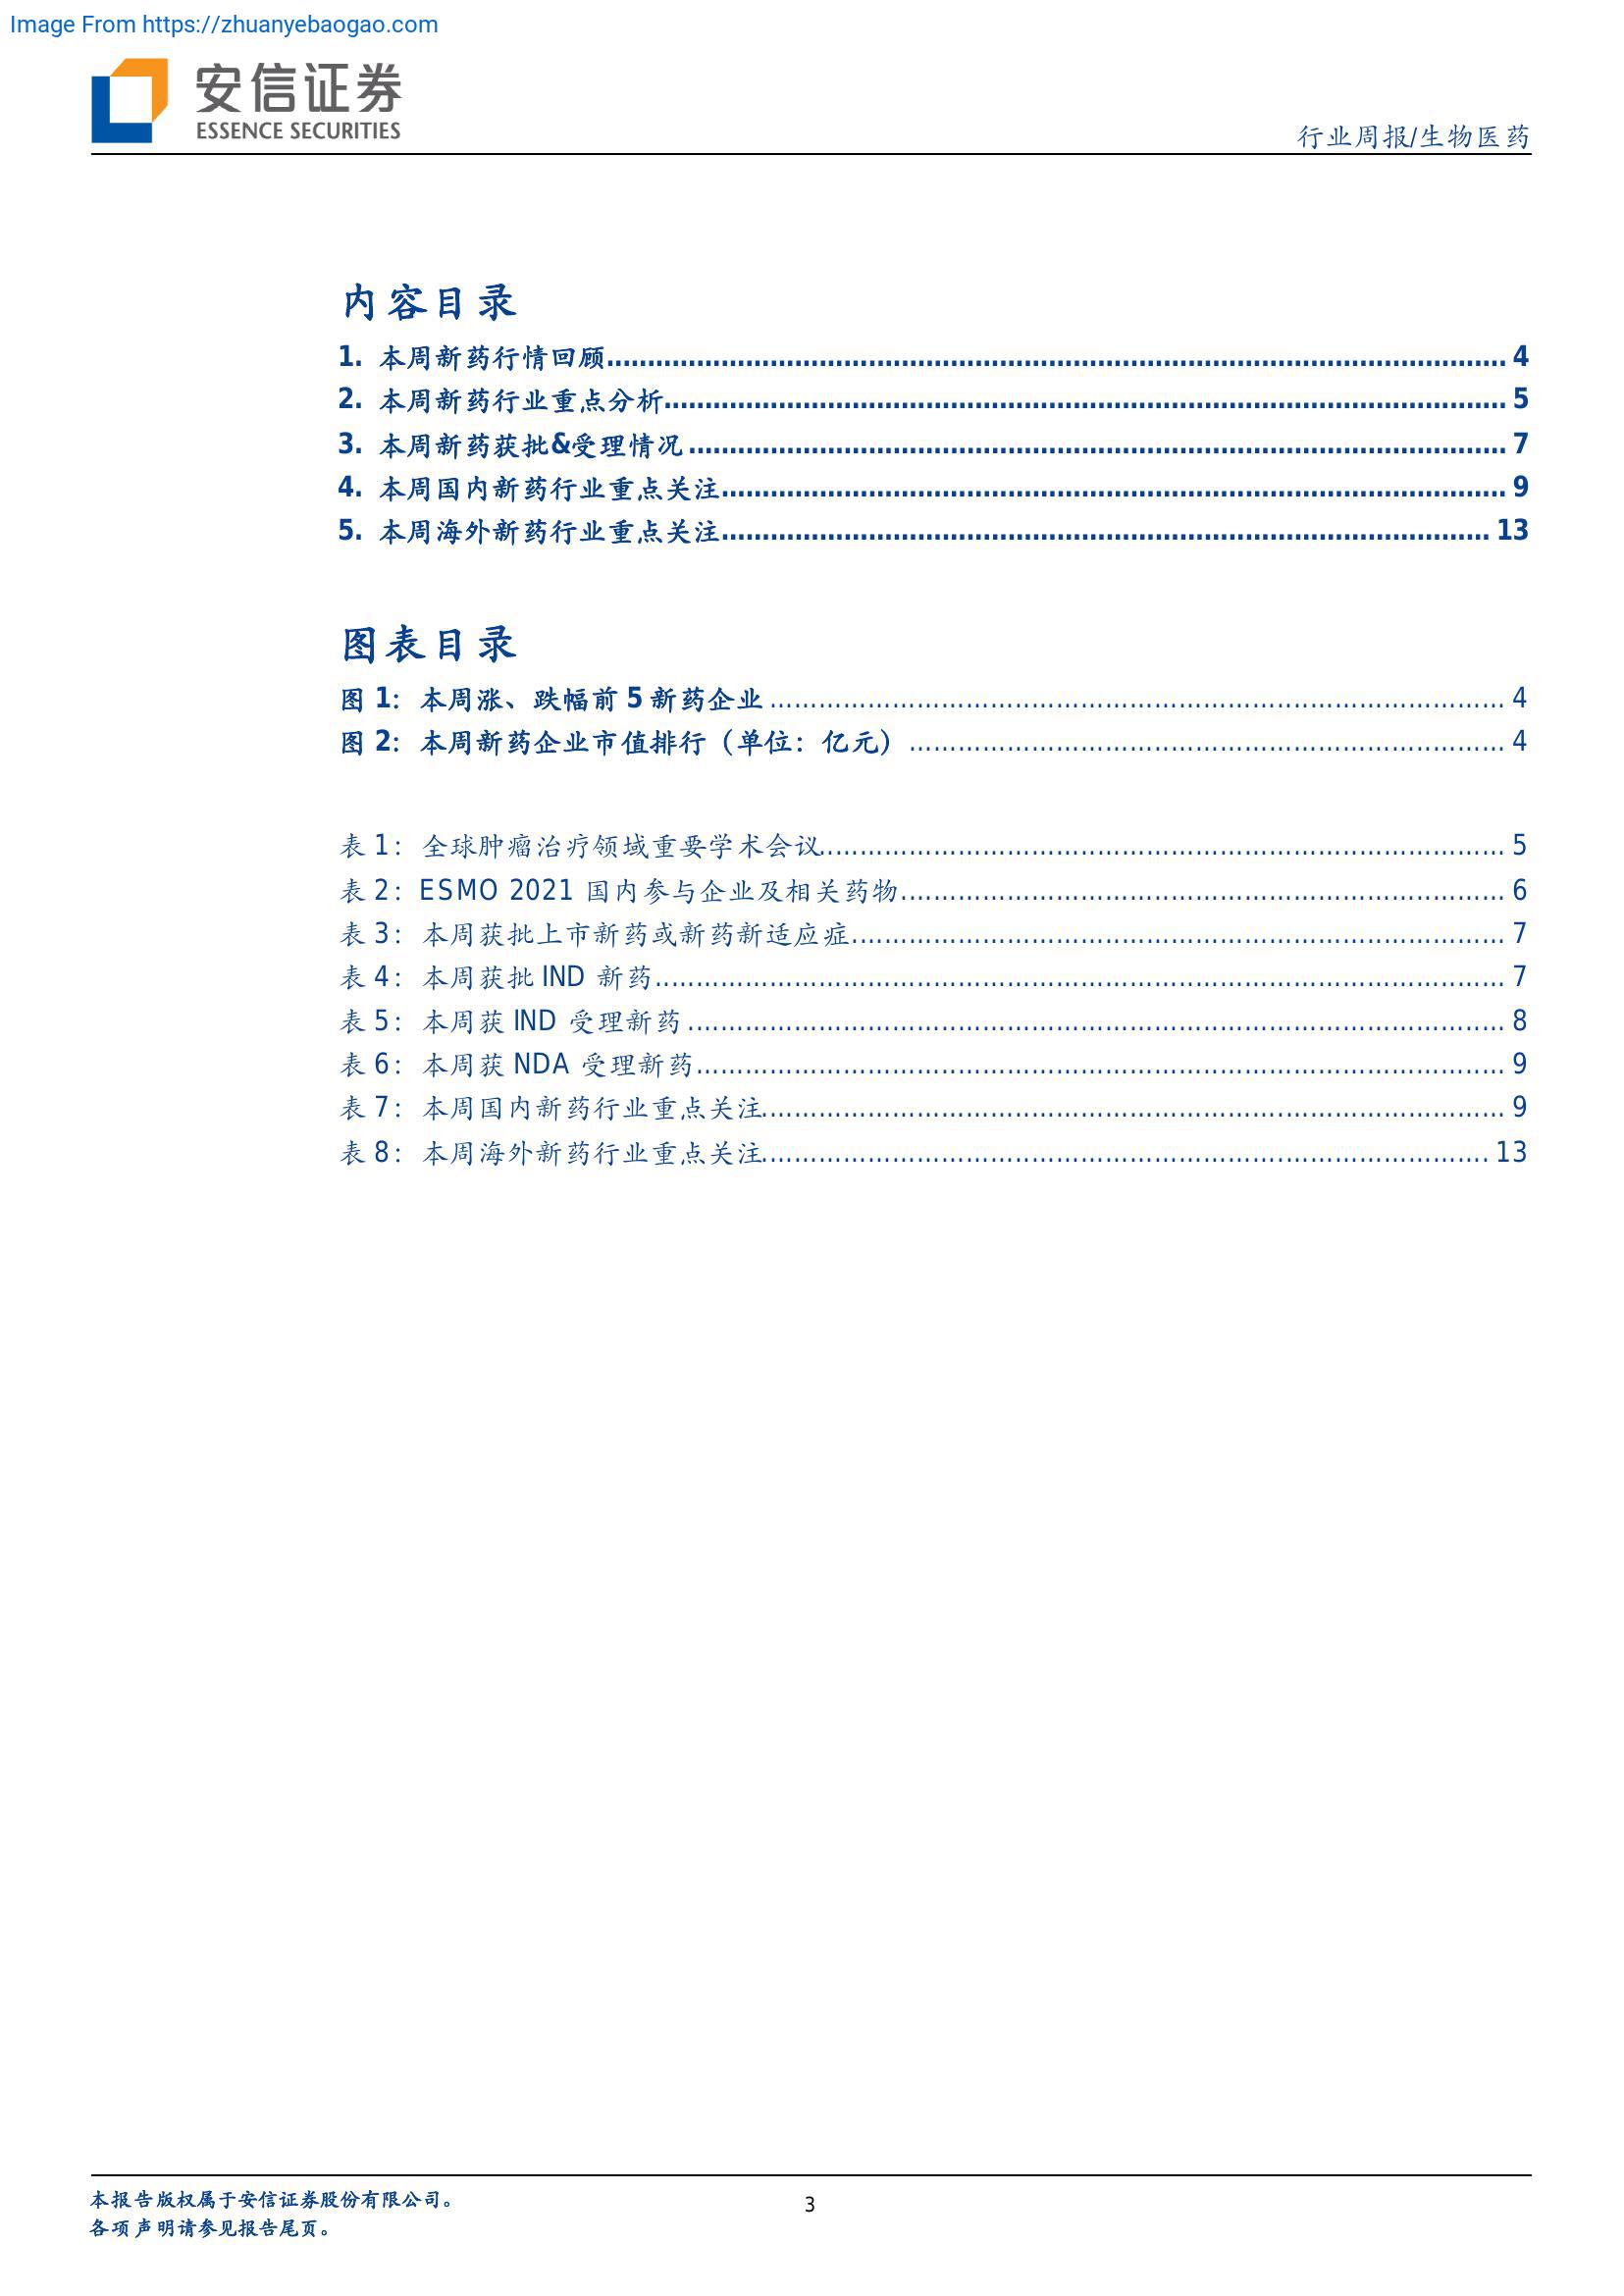 Image From https://zhuanyebaogao.com
安信证券
ESSENCE SECURITIES
行业周报/生物医药
内容目录
1. 本周新药行情回顾 4
2. 本周新药行业重点分析 5
3. 本周新药获批&受理情况 7
4. 本周国内新药行业重点关注 9
5. 本周海外新药行业重点关注 13
图表目录
图 1：本周涨、跌幅前 5 新药企业 4
图 2：本周新药企业市值排行（单位：亿元） 4
表 1：全球肿瘤治疗领域重要学术会议 5
表 2：ESMO 2021 国内参与企业及相关药物 6
表 3：本周获批上市新药或新药新适应症 7
表 4：本周获批 IND 新药 7
表 5：本周获 IND 受理新药 8
表 6：本周获 NDA 受理新药 9
表 7：本周国内新药行业重点关注 9
表 8：本周海外新药行业重点关注 13
本报告版权属于安信证券股份有限公司。
各项声明请参见报告尾页。
3